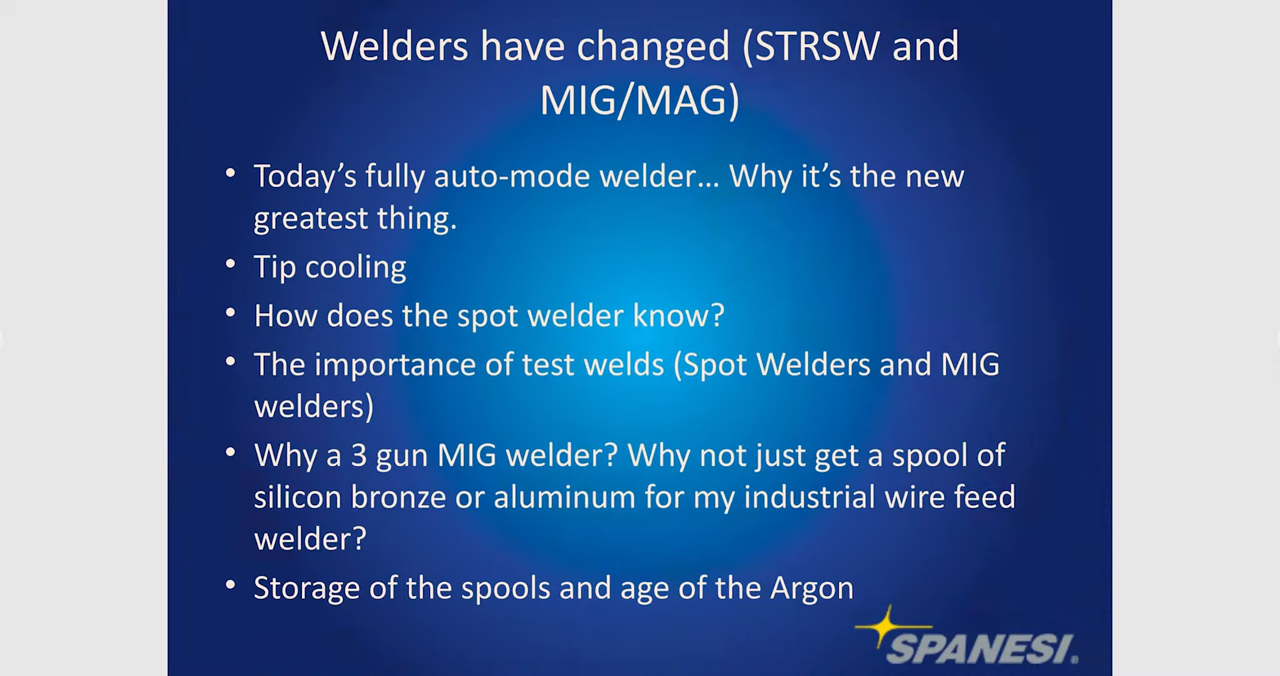 Welders have changed (STRSW and
MIG/MAG)
• Today’s fully auto-mode welder… Why it’s the new
greatest thing.
• Tip cooling
• How does the spot welder know?
• The importance of test welds (Spot Welders and MIG
welders)
• Why a 3 gun MIG welder? Why not just get a spool of
silicon bronze or aluminum for my industrial wire feed
welder?
• Storage of the spools and age of the Argon
SPANESI®